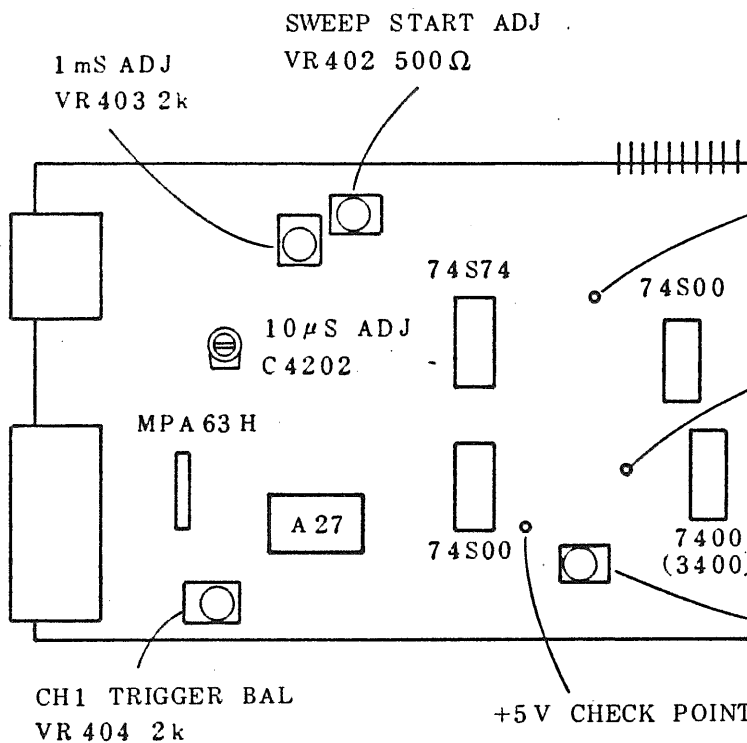 SWEEP START ADJ
VR402 500Ω
1mS ADJ
VR403 2k
74S74
74S00
10μS ADJ
C4202
MPA63H
A27
74S00
7400
(3400)
CH1 TRIGGER BAL
VR404 2k
+5V CHECK POINT